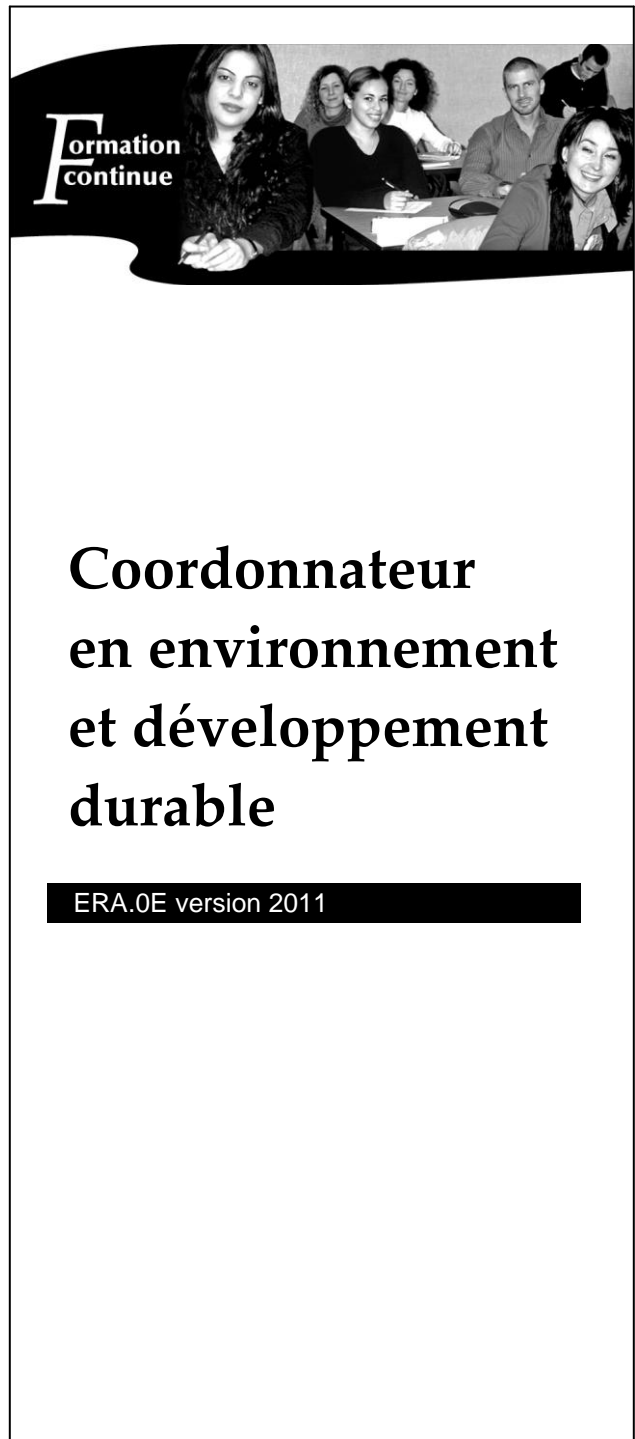 Formation
continue
Coordonnateur
en environnement
et développement
durable
ERA.0E version 2011